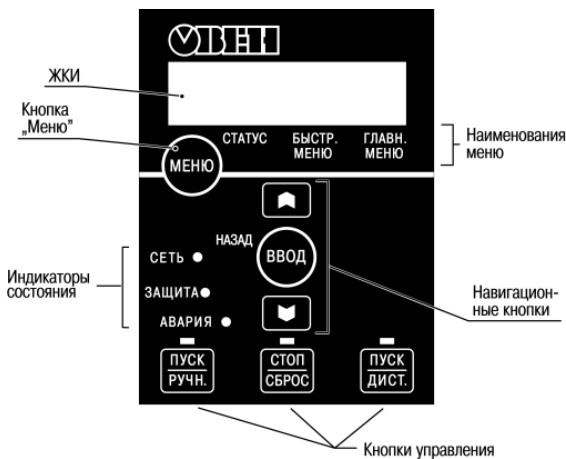 ОВЕН
ЖКИ
Кнопка
„Меню”
СТАТУС
БЫСТР.
МЕНЮ
ГЛАВН.
МЕНЮ
Наименования
меню
МЕНЮ
НАЗАД
ВВОД
Индикаторы
состояния
СЕТЬ
ЗАЩИТА
АВАРИЯ
Навигацион-
ные кнопки
ПУСК
РУЧН.
СТОП
СБРОС
ПУСК
ДИСТ.
Кнопки управления